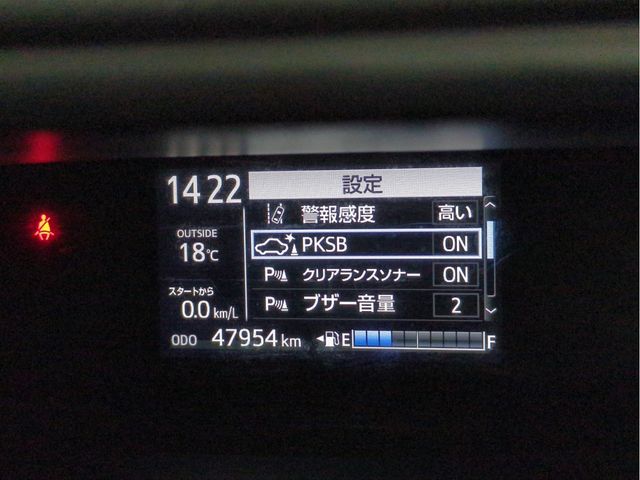 14 22
設定
警報感度 高い
PKSB ON
クリアランスソナー ON
ブザー音量 2
OUTSIDE
18℃
スタートから
0.0 km/L
ODO 47954 km
E F
P
P